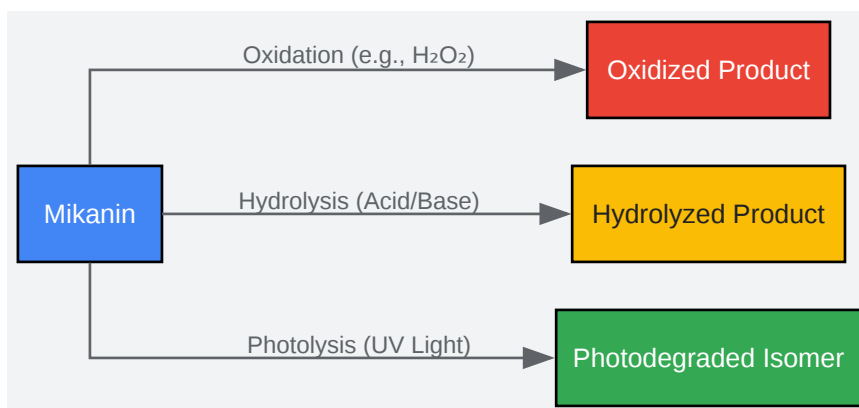 Oxidation (e.g., H₂O₂)
Oxidized Product
Mikanin
Hydrolysis (Acid/Base)
Hydrolyzed Product
Photolysis (UV Light)
Photodegraded Isomer